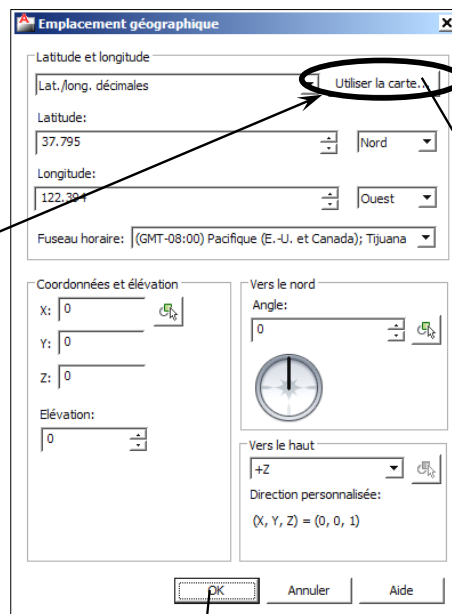 Emplacement géographique
Latitude et longitude
Lat./long. décimales
Utiliser la carte...
Latitude:
37.795
Nord
Longitude:
122.394
Ouest
Fuseau horaire: (GMT-08:00) Pacifique (E.-U. et Canada); Tijuana
Coordonnées et élévation
X: 0
Y: 0
Z: 0
Elévation:
0
Vers le nord
Angle:
0
Vers le haut
+Z
Direction personnalisée:
(X, Y, Z) = (0, 0, 1)
OK
Annuler
Aide